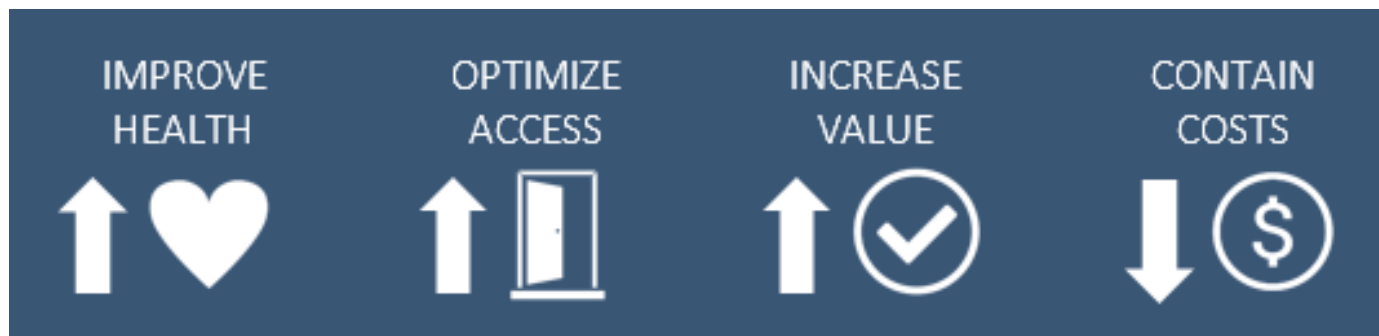 IMPROVE
HEALTH
OPTIMIZE
ACCESS
INCREASE
VALUE
CONTAIN
COSTS
$